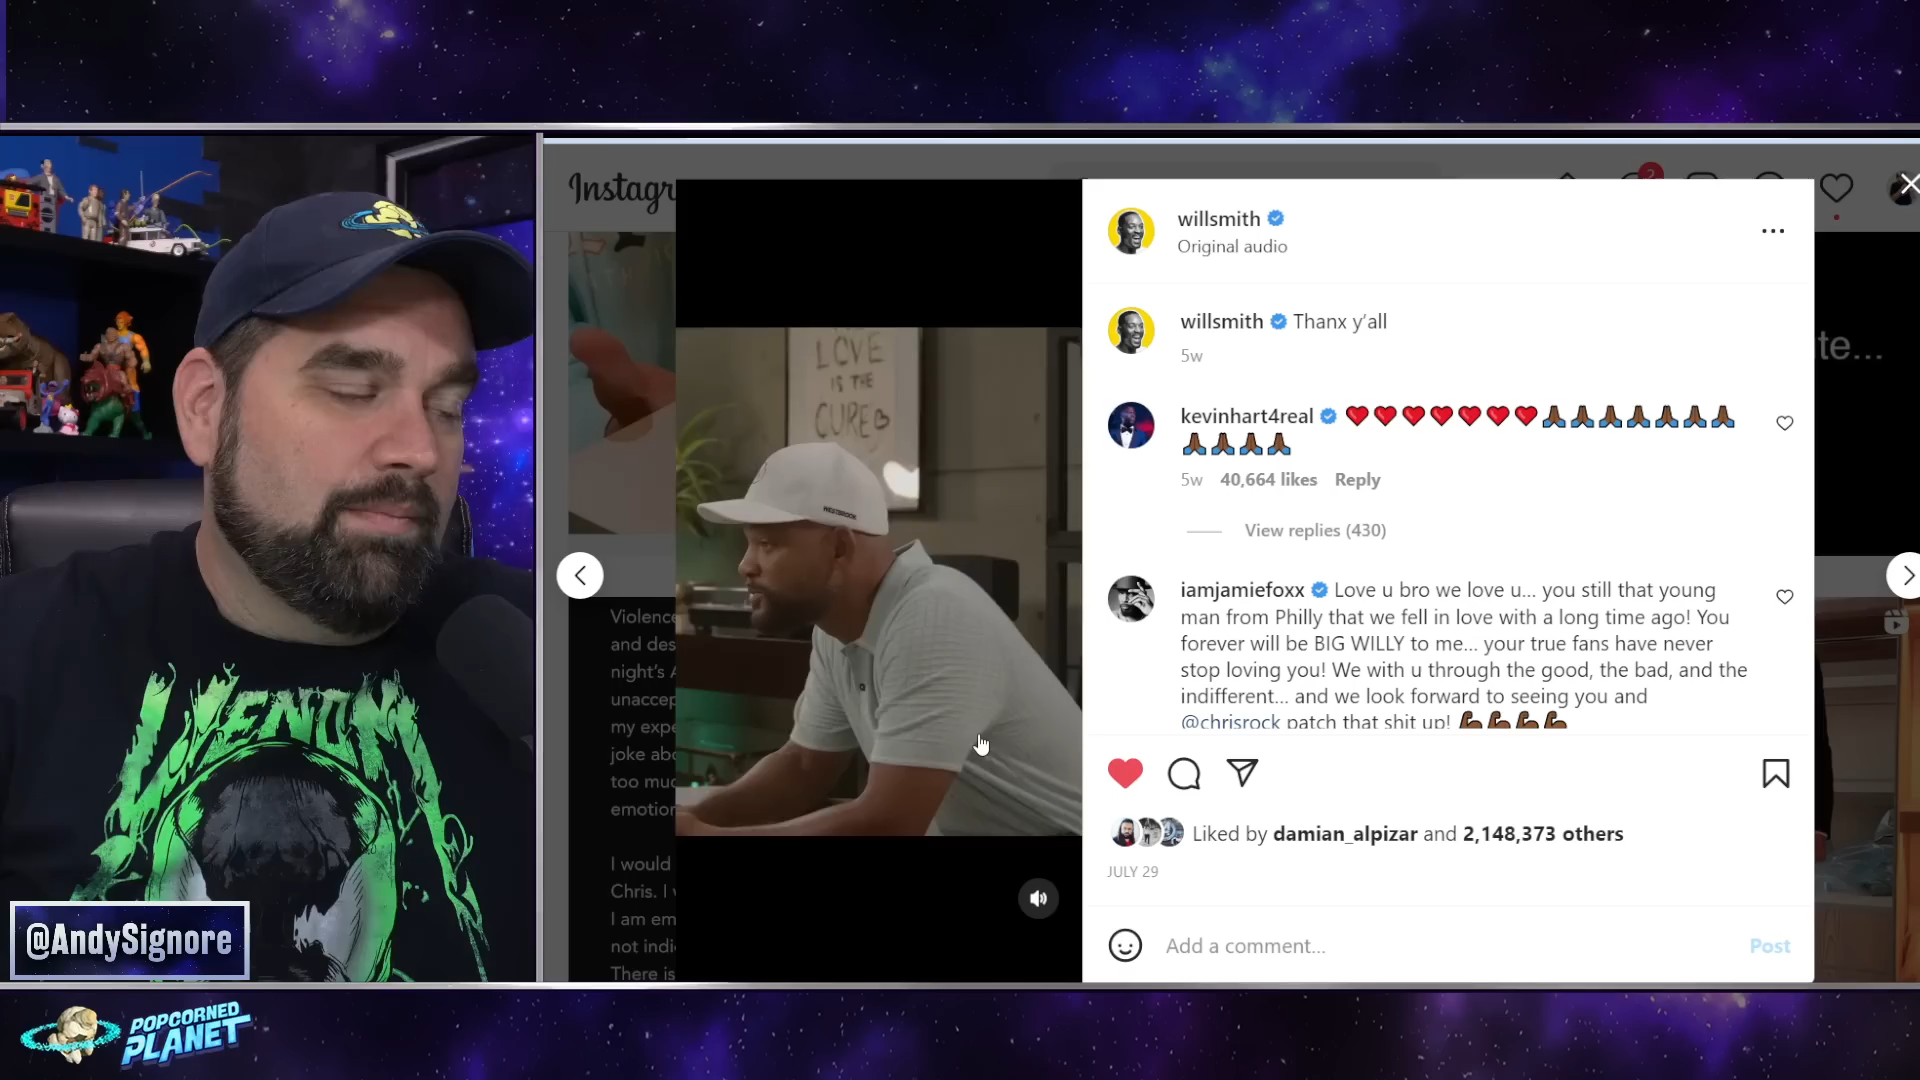 Instagr
2
willsmith
Original audio
willsmith Thanx y'all
5w
kevinhart4real
5w 40,664 likes Reply
View replies (430)
iamjamiefoxx Love u bro we love u... you still that young
man from Philly that we fell in love with a long time ago! You
forever will be BIG WILLY to me... your true fans have never
stop loving you! We with u through the good, the bad, and the
indifferent... and we look forward to seeing you and
@chrisrock patch that shit up!
Liked by damian_alpizar and 2,148,373 others
JULY 29
Add a comment... Post
te...
LOVE
IS THE
CURE
Violence
and des
night's A
unaccep
my expe
joke abo
too muc
emotion
I would
Chris. I w
I am em
not indi
There is
VENOM
@AndySignore
POPCORNED
PLANET